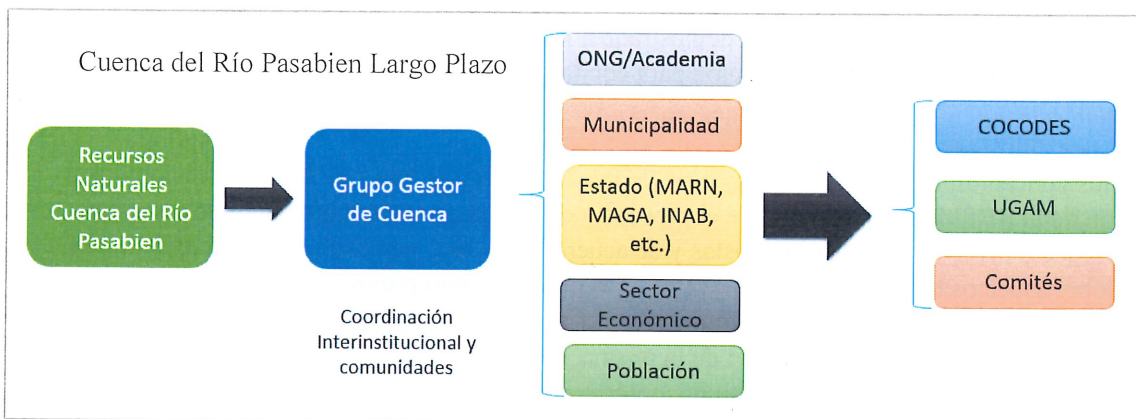 Cuenca del Río Pasabien Largo Plazo
Recursos
Naturales
Cuenca del Río
Pasabien
Grupo Gestor
de Cuenca
Coordinación
Interinstitucional y
comunidades
ONG/Academia
Municipalidad
Estado (MARN,
MAGA, INAB,
etc.)
Sector
Económico
Población
COCODES
UGAM
Comités